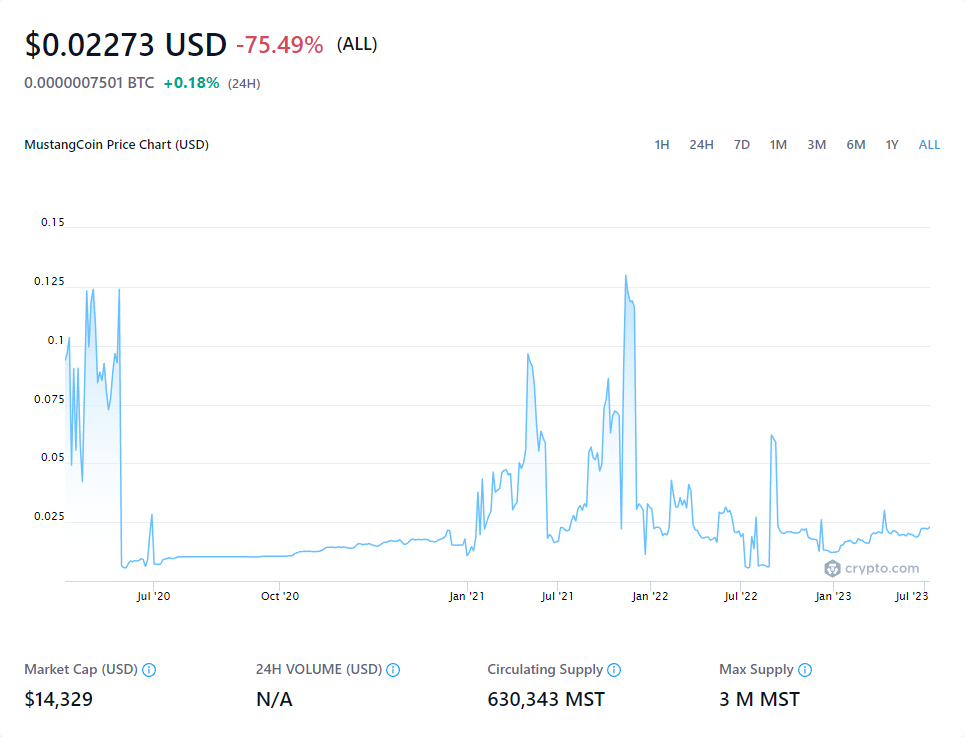 $0.02273 USD -75.49% (ALL)
0.0000007501 BTC +0.18% (24H)
MustangCoin Price Chart (USD) 1H 24H 7D 1M 3M 6M 1Y ALL
0.15
0.125
0.1
0.075
0.05
0.025
crypto.com
Jul '20 Oct '20 Jan '21 Jul '21 Jan '22 Jul '22 Jan '23 Jul '23
Market Cap (USD) 24H VOLUME (USD) Circulating Supply Max Supply
$14,329 N/A 630,343 MST 3 M MST